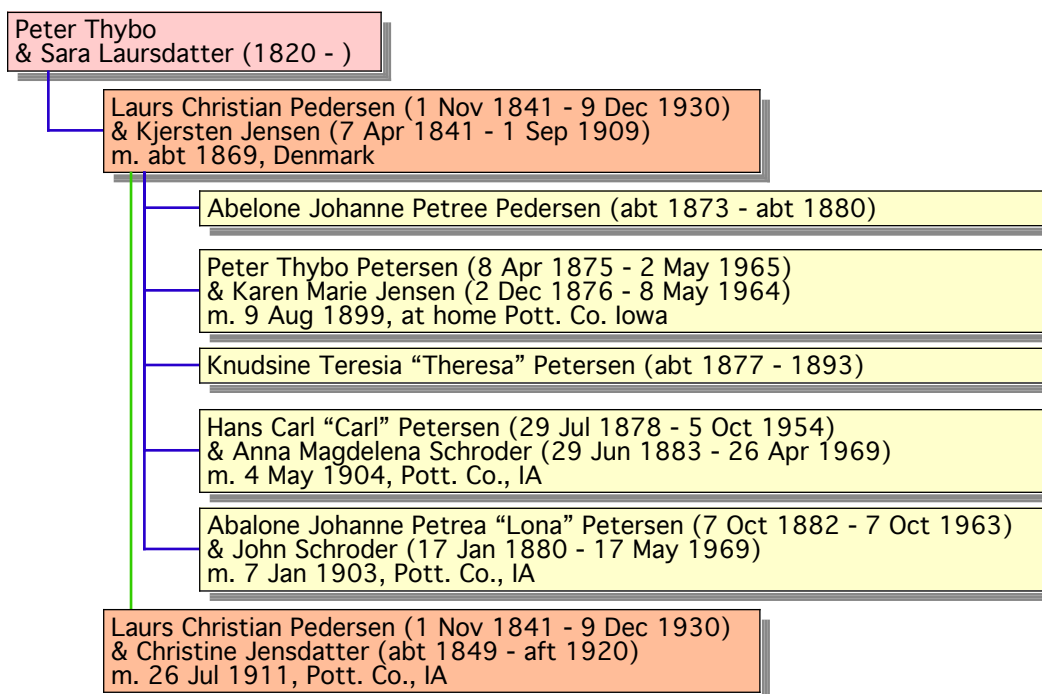 Peter Thybo
& Sara Laursdatter (1820 - )
Laurs Christian Pedersen (1 Nov 1841 - 9 Dec 1930)
& Kjersten Jensen (7 Apr 1841 - 1 Sep 1909)
m. abt 1869, Denmark
Abelone Johanne Petree Pedersen (abt 1873 - abt 1880)
Peter Thybo Petersen (8 Apr 1875 - 2 May 1965)
& Karen Marie Jensen (2 Dec 1876 - 8 May 1964)
m. 9 Aug 1899, at home Pott. Co. Iowa
Knudsine Teresia “Theresa” Petersen (abt 1877 - 1893)
Hans Carl “Carl” Petersen (29 Jul 1878 - 5 Oct 1954)
& Anna Magdelena Schroder (29 Jun 1883 - 26 Apr 1969)
m. 4 May 1904, Pott. Co., IA
Abalone Johanne Petrea “Lona” Petersen (7 Oct 1882 - 7 Oct 1963)
& John Schroder (17 Jan 1880 - 17 May 1969)
m. 7 Jan 1903, Pott. Co., IA
Laurs Christian Pedersen (1 Nov 1841 - 9 Dec 1930)
& Christine Jensdatter (abt 1849 - aft 1920)
m. 26 Jul 1911, Pott. Co., IA